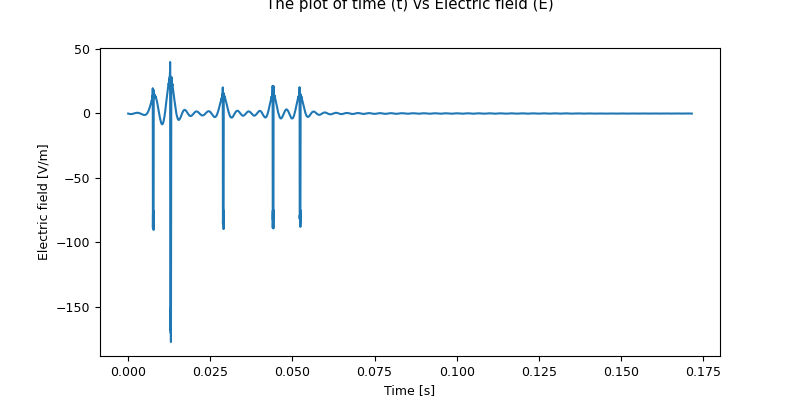 The plot of time (t) vs Electric field (E)
50
0
−50
−100
−150
Electric field [V/m]
0.000 0.025 0.050 0.075 0.100 0.125 0.150 0.175
Time [s]